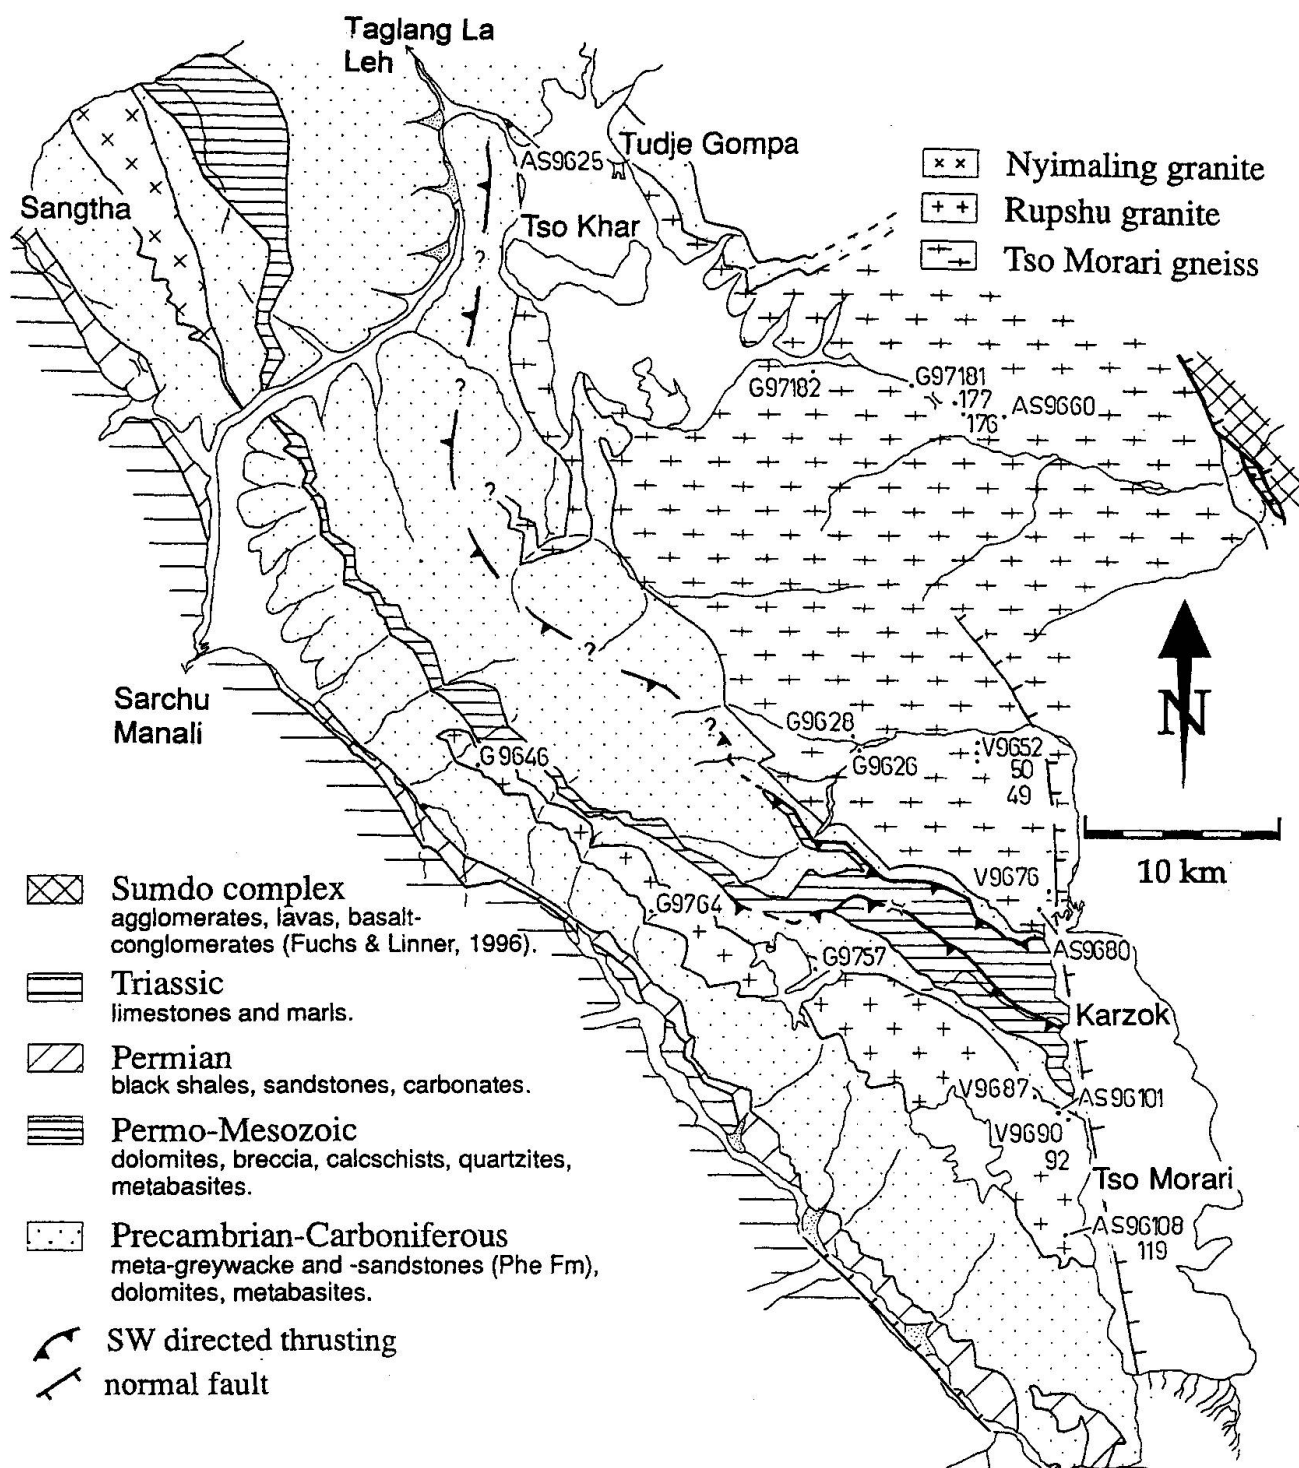 Taglang La
Leh
AS9625
Tudje Gompa
Nyimaling granite
Rupshu granite
Tso Morari gneiss
Sangtha
Tso Khar
?
G97182
G97181
177
176
AS9660
?
?
?
N
Sarchu
Manali
?
G9628
G9626
V9652
50
49
G9646
10 km
V9676
G9764
AS9680
G9757
Karzok
V9687
AS96101
V9690
92
Tso Morari
AS96108
119
Sumdo complex
agglomerates, lavas, basalt-
conglomerates (Fuchs & Linner, 1996).
Triassic
limestones and marls.
Permian
black shales, sandstones, carbonates.
Permo-Mesozoic
dolomites, breccia, calcschists, quartzites,
metabasites.
Precambrian-Carboniferous
meta-greywacke and -sandstones (Phe Fm),
dolomites, metabasites.
SW directed thrusting
normal fault